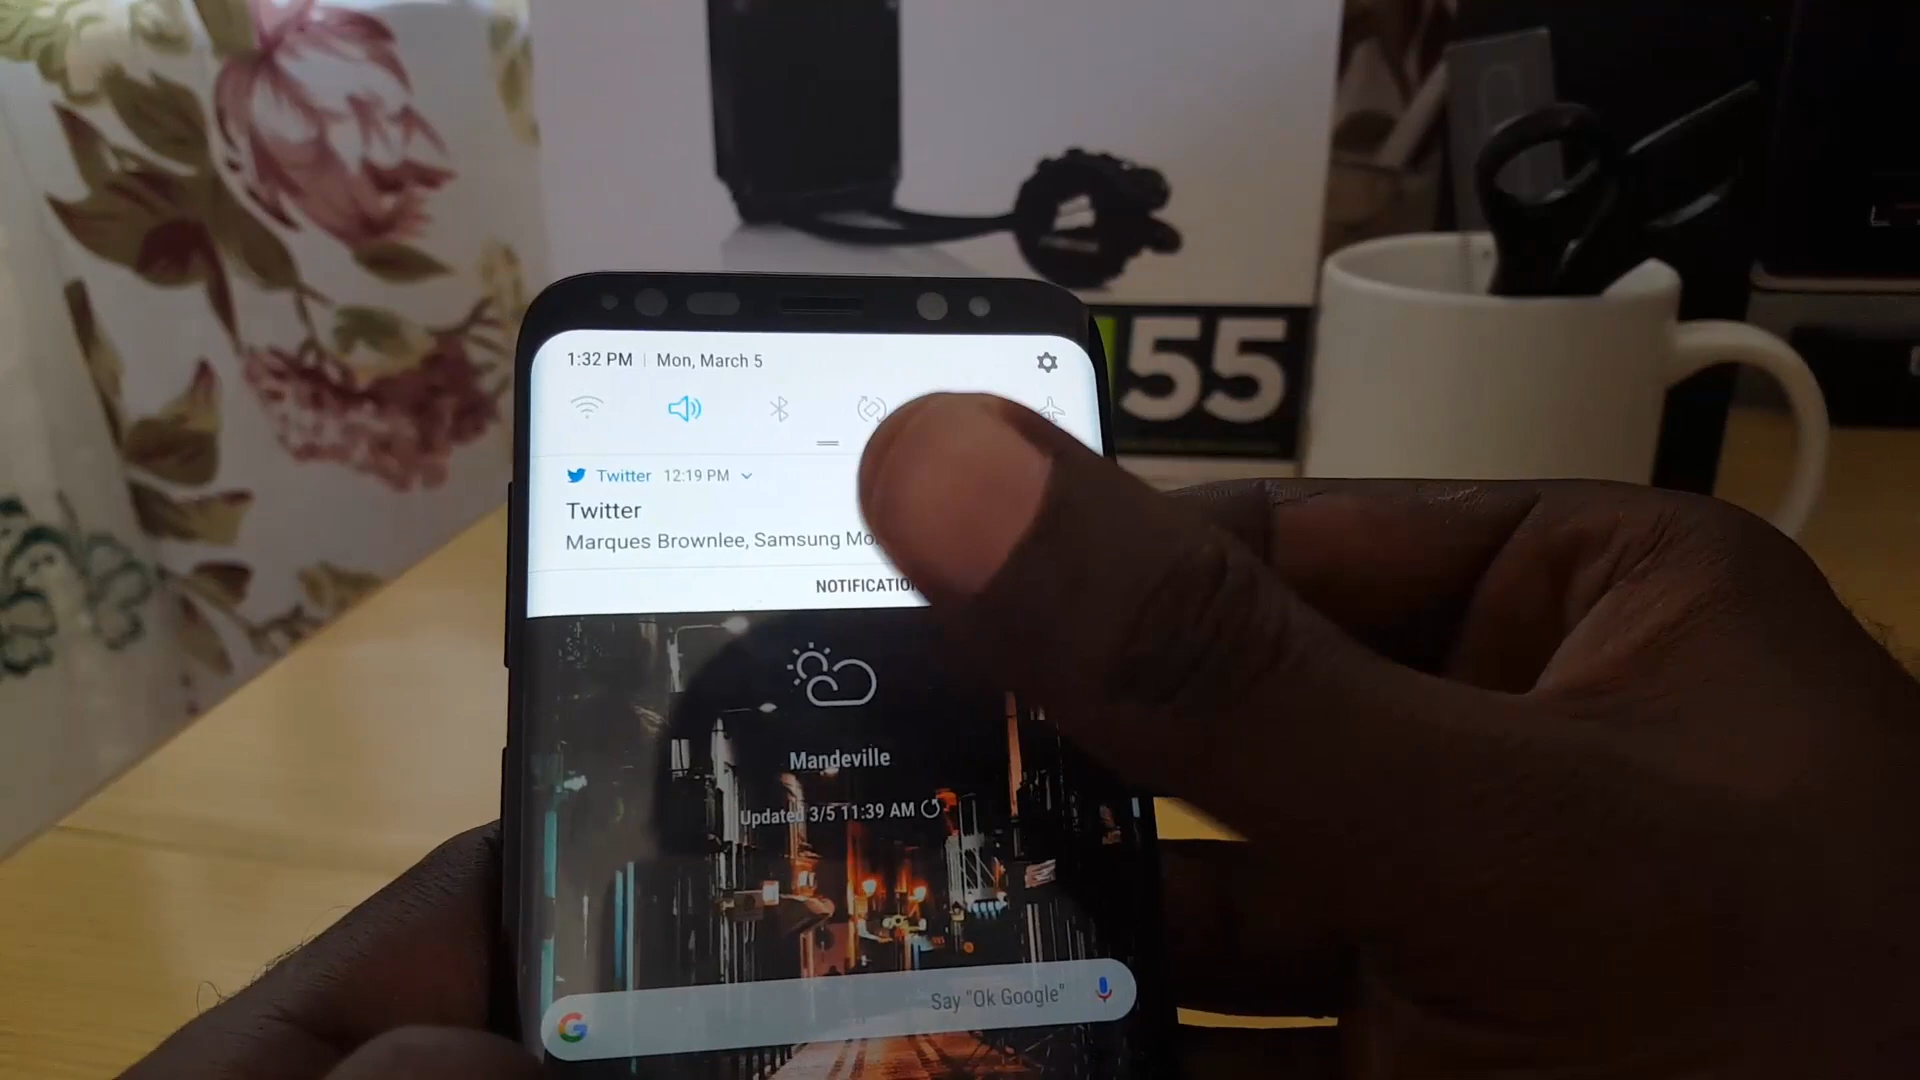 55
1:32 PM | Mon, March 5
Twitter 12:19 PM
Twitter
Marques Brownlee, Samsung
Mandeville
Updated 3/5 11:39 AM
Say "Ok Google"